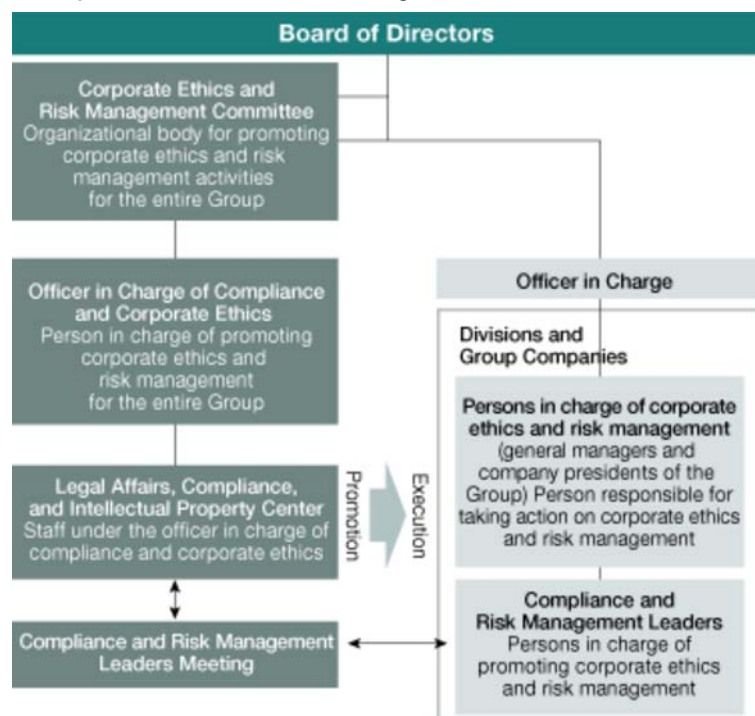 Board of Directors
Corporate Ethics and
Risk Management Committee
Organizational body for promoting
corporate ethics and risk
management activities
for the entire Group
Officer in Charge of Compliance
and Corporate Ethics
Person in charge of promoting
corporate ethics and
risk management
for the entire Group
Legal Affairs, Compliance,
and Intellectual Property Center
Staff under the officer in charge of
compliance and corporate ethics
Compliance and Risk Management
Leaders Meeting
Promotion
Execution
Officer in Charge
Divisions and
Group Companies
Persons in charge of corporate
ethics and risk management
(general managers and
company presidents of the
Group) Person responsible for
taking action on corporate ethics
and risk management
Compliance and
Risk Management Leaders
Persons in charge of
promoting corporate ethics
and risk management